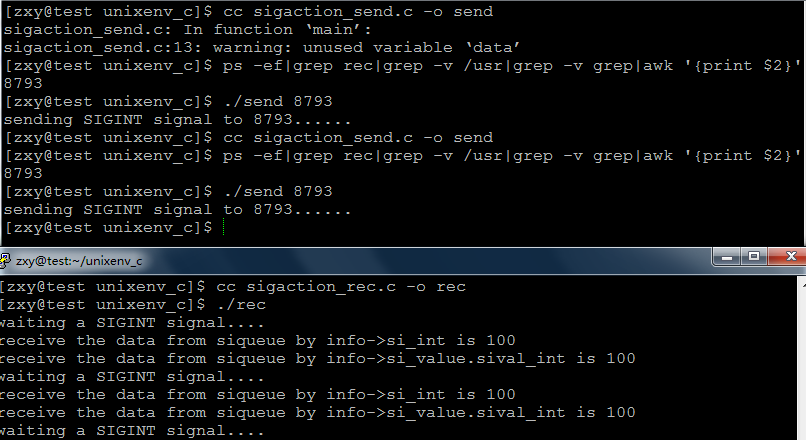 [zxy@test unixenv_c]$ cc sigaction_send.c -o send
sigaction_send.c: In function ‘main’:
sigaction_send.c:13: warning: unused variable ‘data’
[zxy@test unixenv_c]$ ps -ef|grep rec|grep -v /usr|grep -v grep|awk '{print $2}'
8793
[zxy@test unixenv_c]$ ./send 8793
sending SIGINT signal to 8793......
[zxy@test unixenv_c]$ cc sigaction_send.c -o send
[zxy@test unixenv_c]$ ps -ef|grep rec|grep -v /usr|grep -v grep|awk '{print $2}'
8793
[zxy@test unixenv_c]$ ./send 8793
sending SIGINT signal to 8793......
[zxy@test unixenv_c]$
zxy@test:~/unixenv_c
[zxy@test unixenv_c]$ cc sigaction_rec.c -o rec
[zxy@test unixenv_c]$ ./rec
waiting a SIGINT signal....
receive the data from siqueue by info->si_int is 100
receive the data from siqueue by info->si_value.sival_int is 100
waiting a SIGINT signal....
receive the data from siqueue by info->si_int is 100
receive the data from siqueue by info->si_value.sival_int is 100
waiting a SIGINT signal....